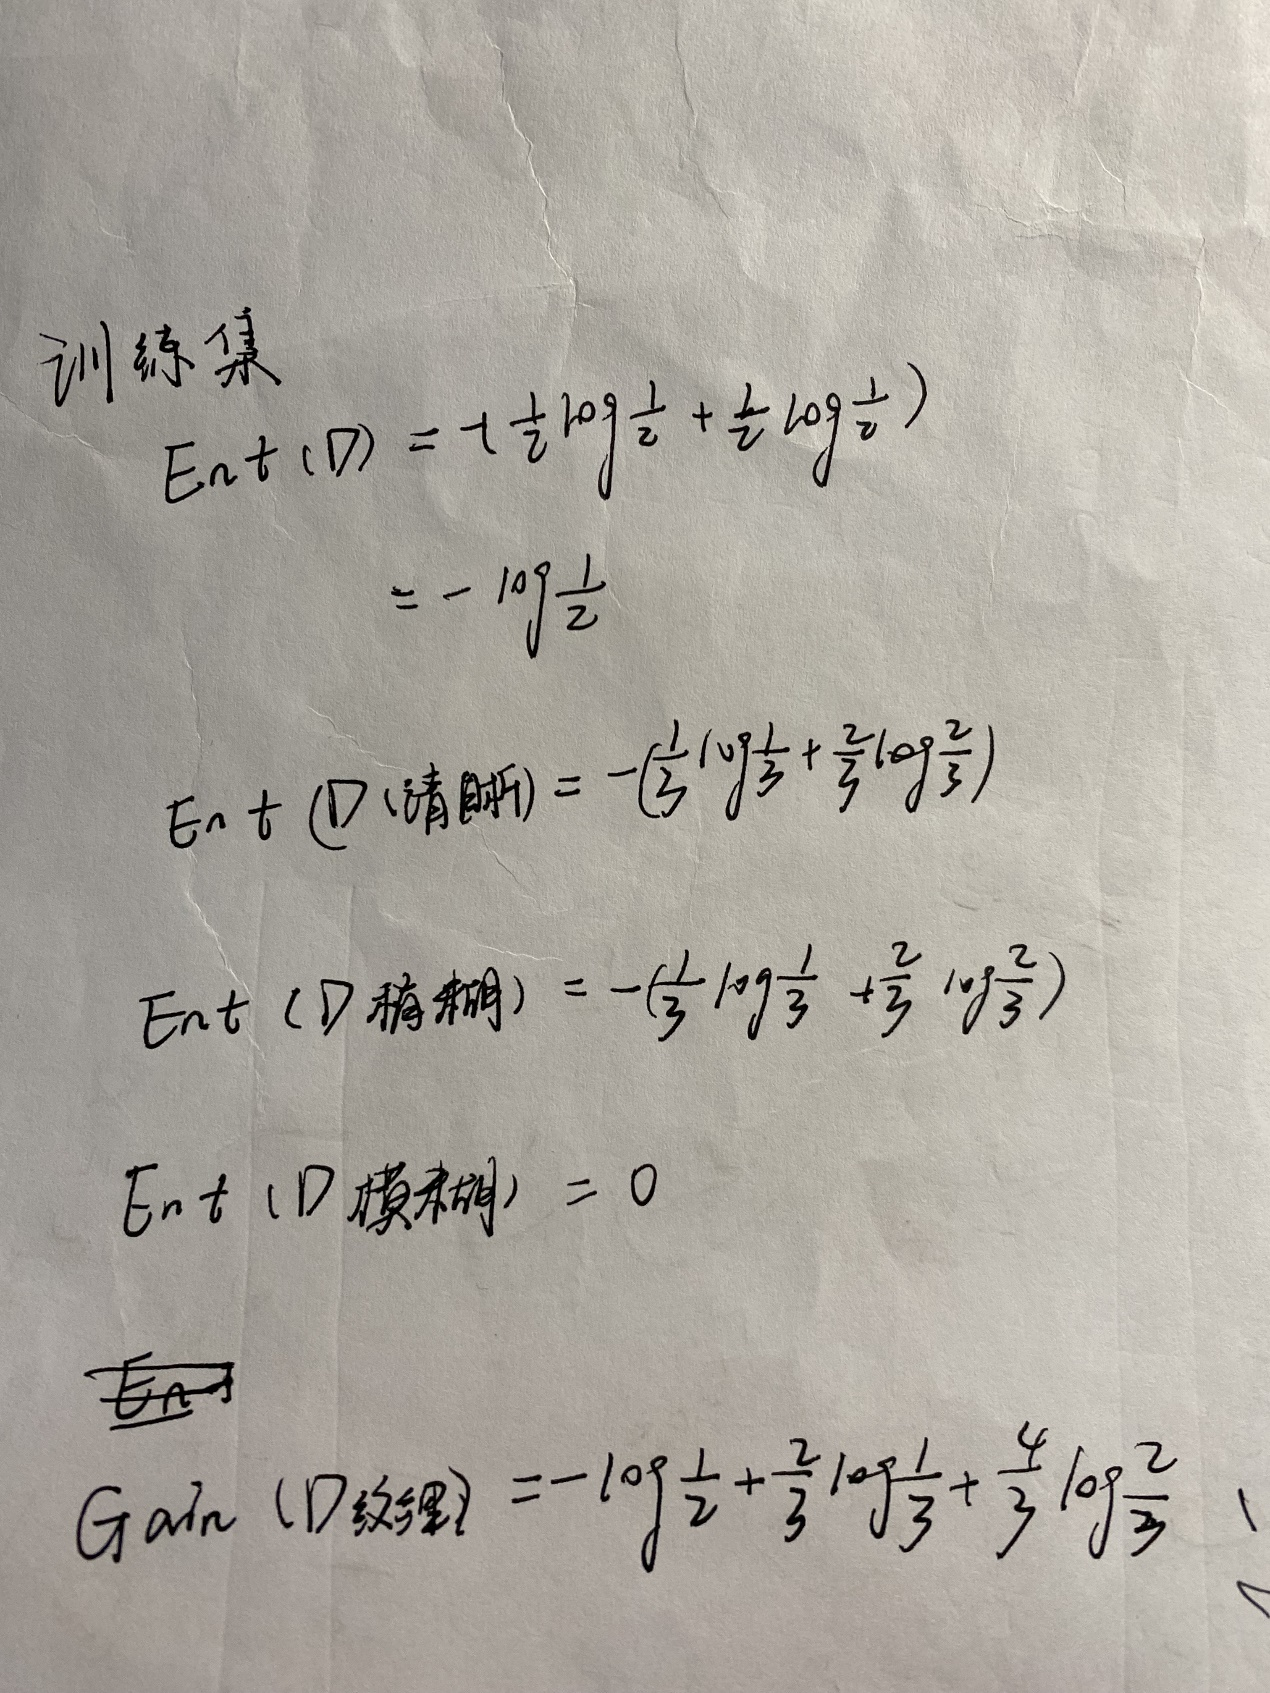 训练集
Ent(D) = -(1/2 log 1/2 + 1/2 log 1/2)
= - log 1/2
Ent(D清晰) = -(1/3 log 1/3 + 2/3 log 2/3)
Ent(D稍糊) = -(1/3 log 1/3 + 2/3 log 2/3)
Ent(D模糊) = 0
Gain(D纹理) = - log 1/2 + 2/3 log 1/3 + 4/3 log 2/3